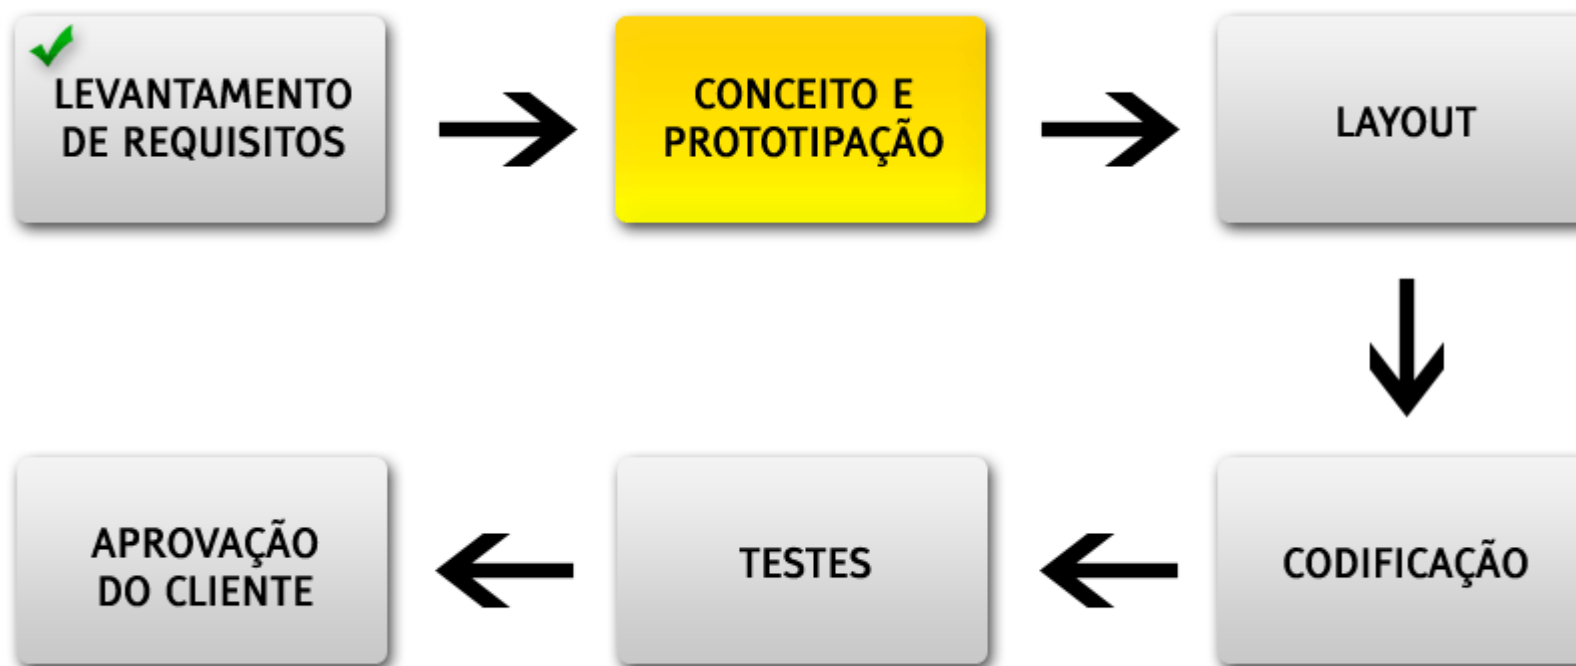 LEVANTAMENTO
DE REQUISITOS
CONCEITO E
PROTOTIPAÇÃO
LAYOUT
APROVAÇÃO
DO CLIENTE
TESTES
CODIFICAÇÃO